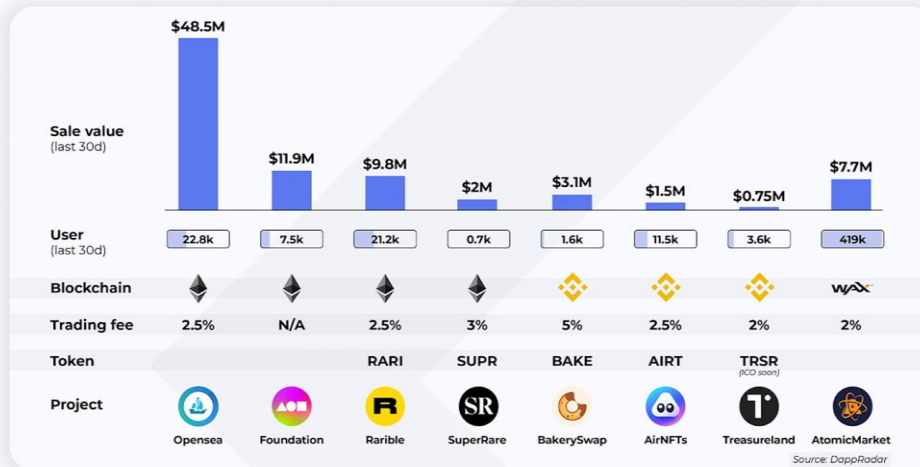 $48.5M
$11.9M
$9.8M
$2M
$3.1M
$1.5M
$0.75M
$7.7M
Sale value
(last 30d)
User
(last 30d)
22.8k 7.5k 21.2k 0.7k 1.6k 11.5k 3.6k 419k
Blockchain WAX
Trading fee 2.5% N/A 2.5% 3% 5% 2.5% 2% 2%
Token RARI SUPR BAKE AIRT TRSR
(ICO soon)
Project R SR T
Opensea Foundation Rarible SuperRare BakerySwap AirNFTs Treasureland AtomicMarket
Source: DappRadar